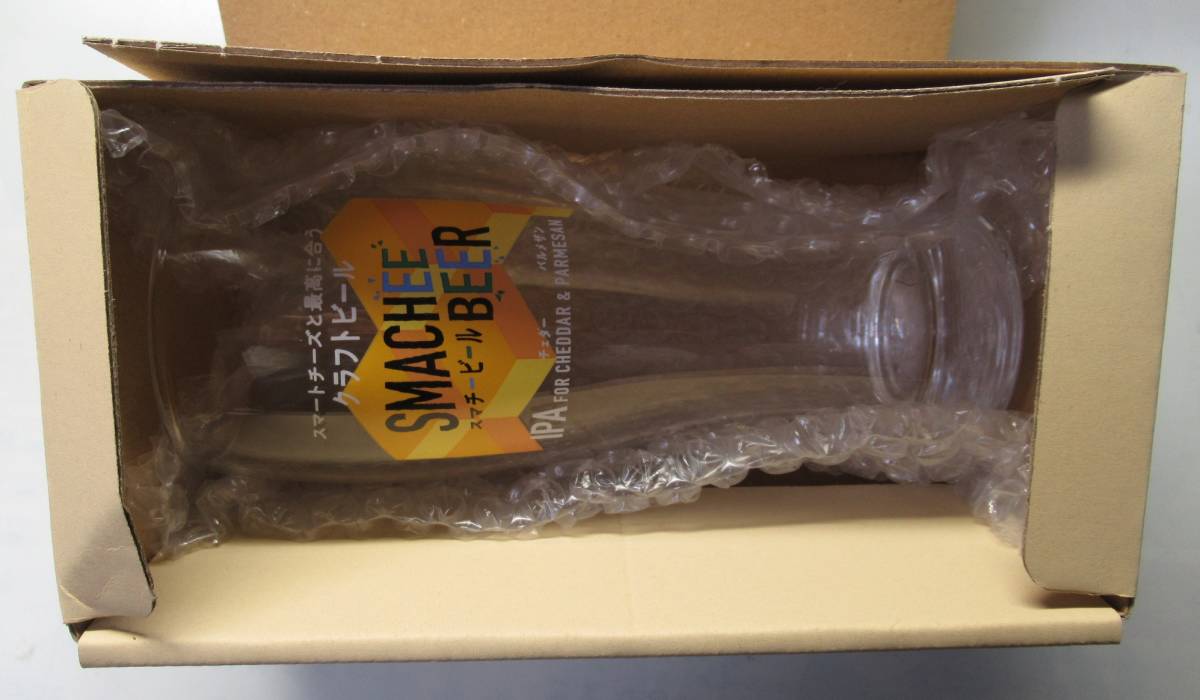 スマートチーズと最高に合う
クラフトビール
SMACHEE
スマチービール
BEER
チェダー パルメザン
IPA FOR CHEDDAR & PARMESAN